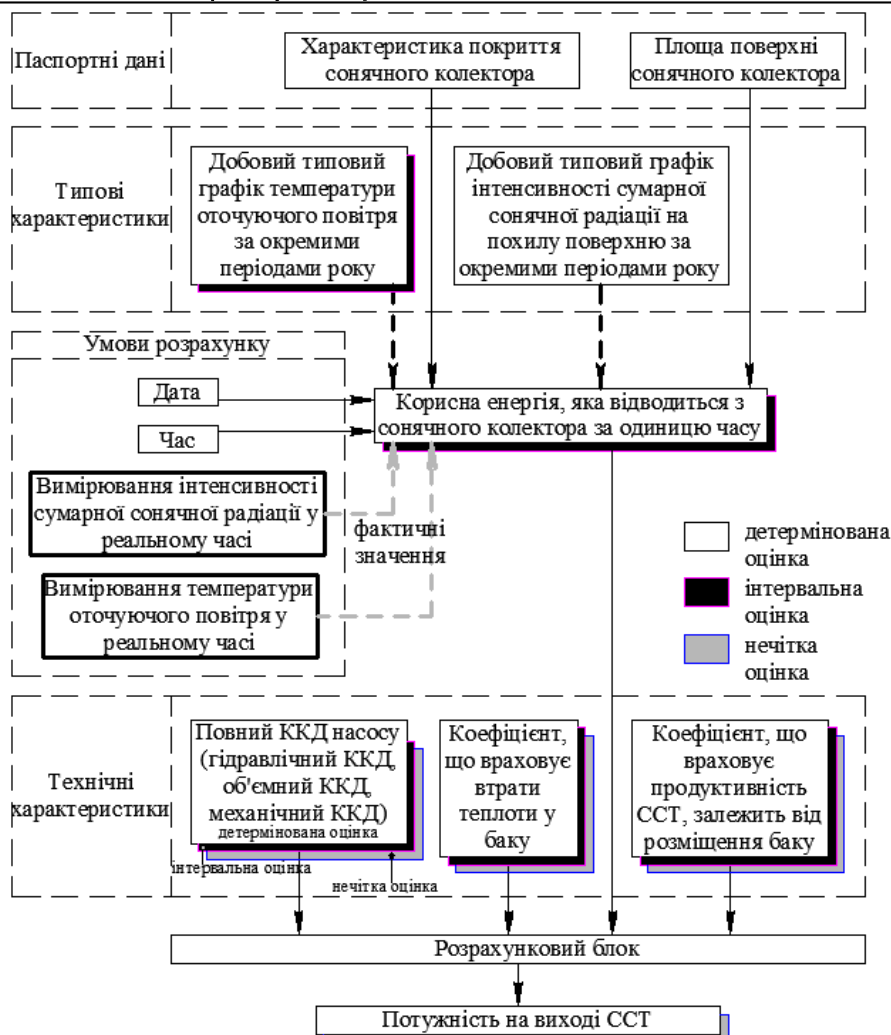 Паспортні дані
Характеристика покриття
сонячного колектора
Площа поверхні
сонячного колектора
Типові
характеристики
Добовий типовий
графік температури
оточуючого повітря
за окремими
періодами року
Добовий типовий графік
інтенсивності сумарної
сонячної радіації на
похилу поверхню за
окремими періодами року
Умови розрахунку
Дата
Час
Корисна енергія, яка відводиться з
сонячного колектора за одиницю часу
Вимірювання інтенсивності
сумарної сонячної радіації у
реальному часі
фактичні
значення
Вимірювання температури
оточуючого повітря у
реальному часі
детермінована
оцінка
інтервальна
оцінка
нечітка
оцінка
Технічні
характеристики
Повний ККД насосу
(гідравлічний ККД,
об'ємний ККД,
механічний ККД)
детермінована оцінка
інтервальна оцінка
нечітка оцінка
Коефіцієнт,
що враховує
втрати
теплоти у
баку
Коефіцієнт, що
враховує
продуктивність
ССТ, залежить від
розміщення баку
Розрахунковий блок
Потужність на виході ССТ